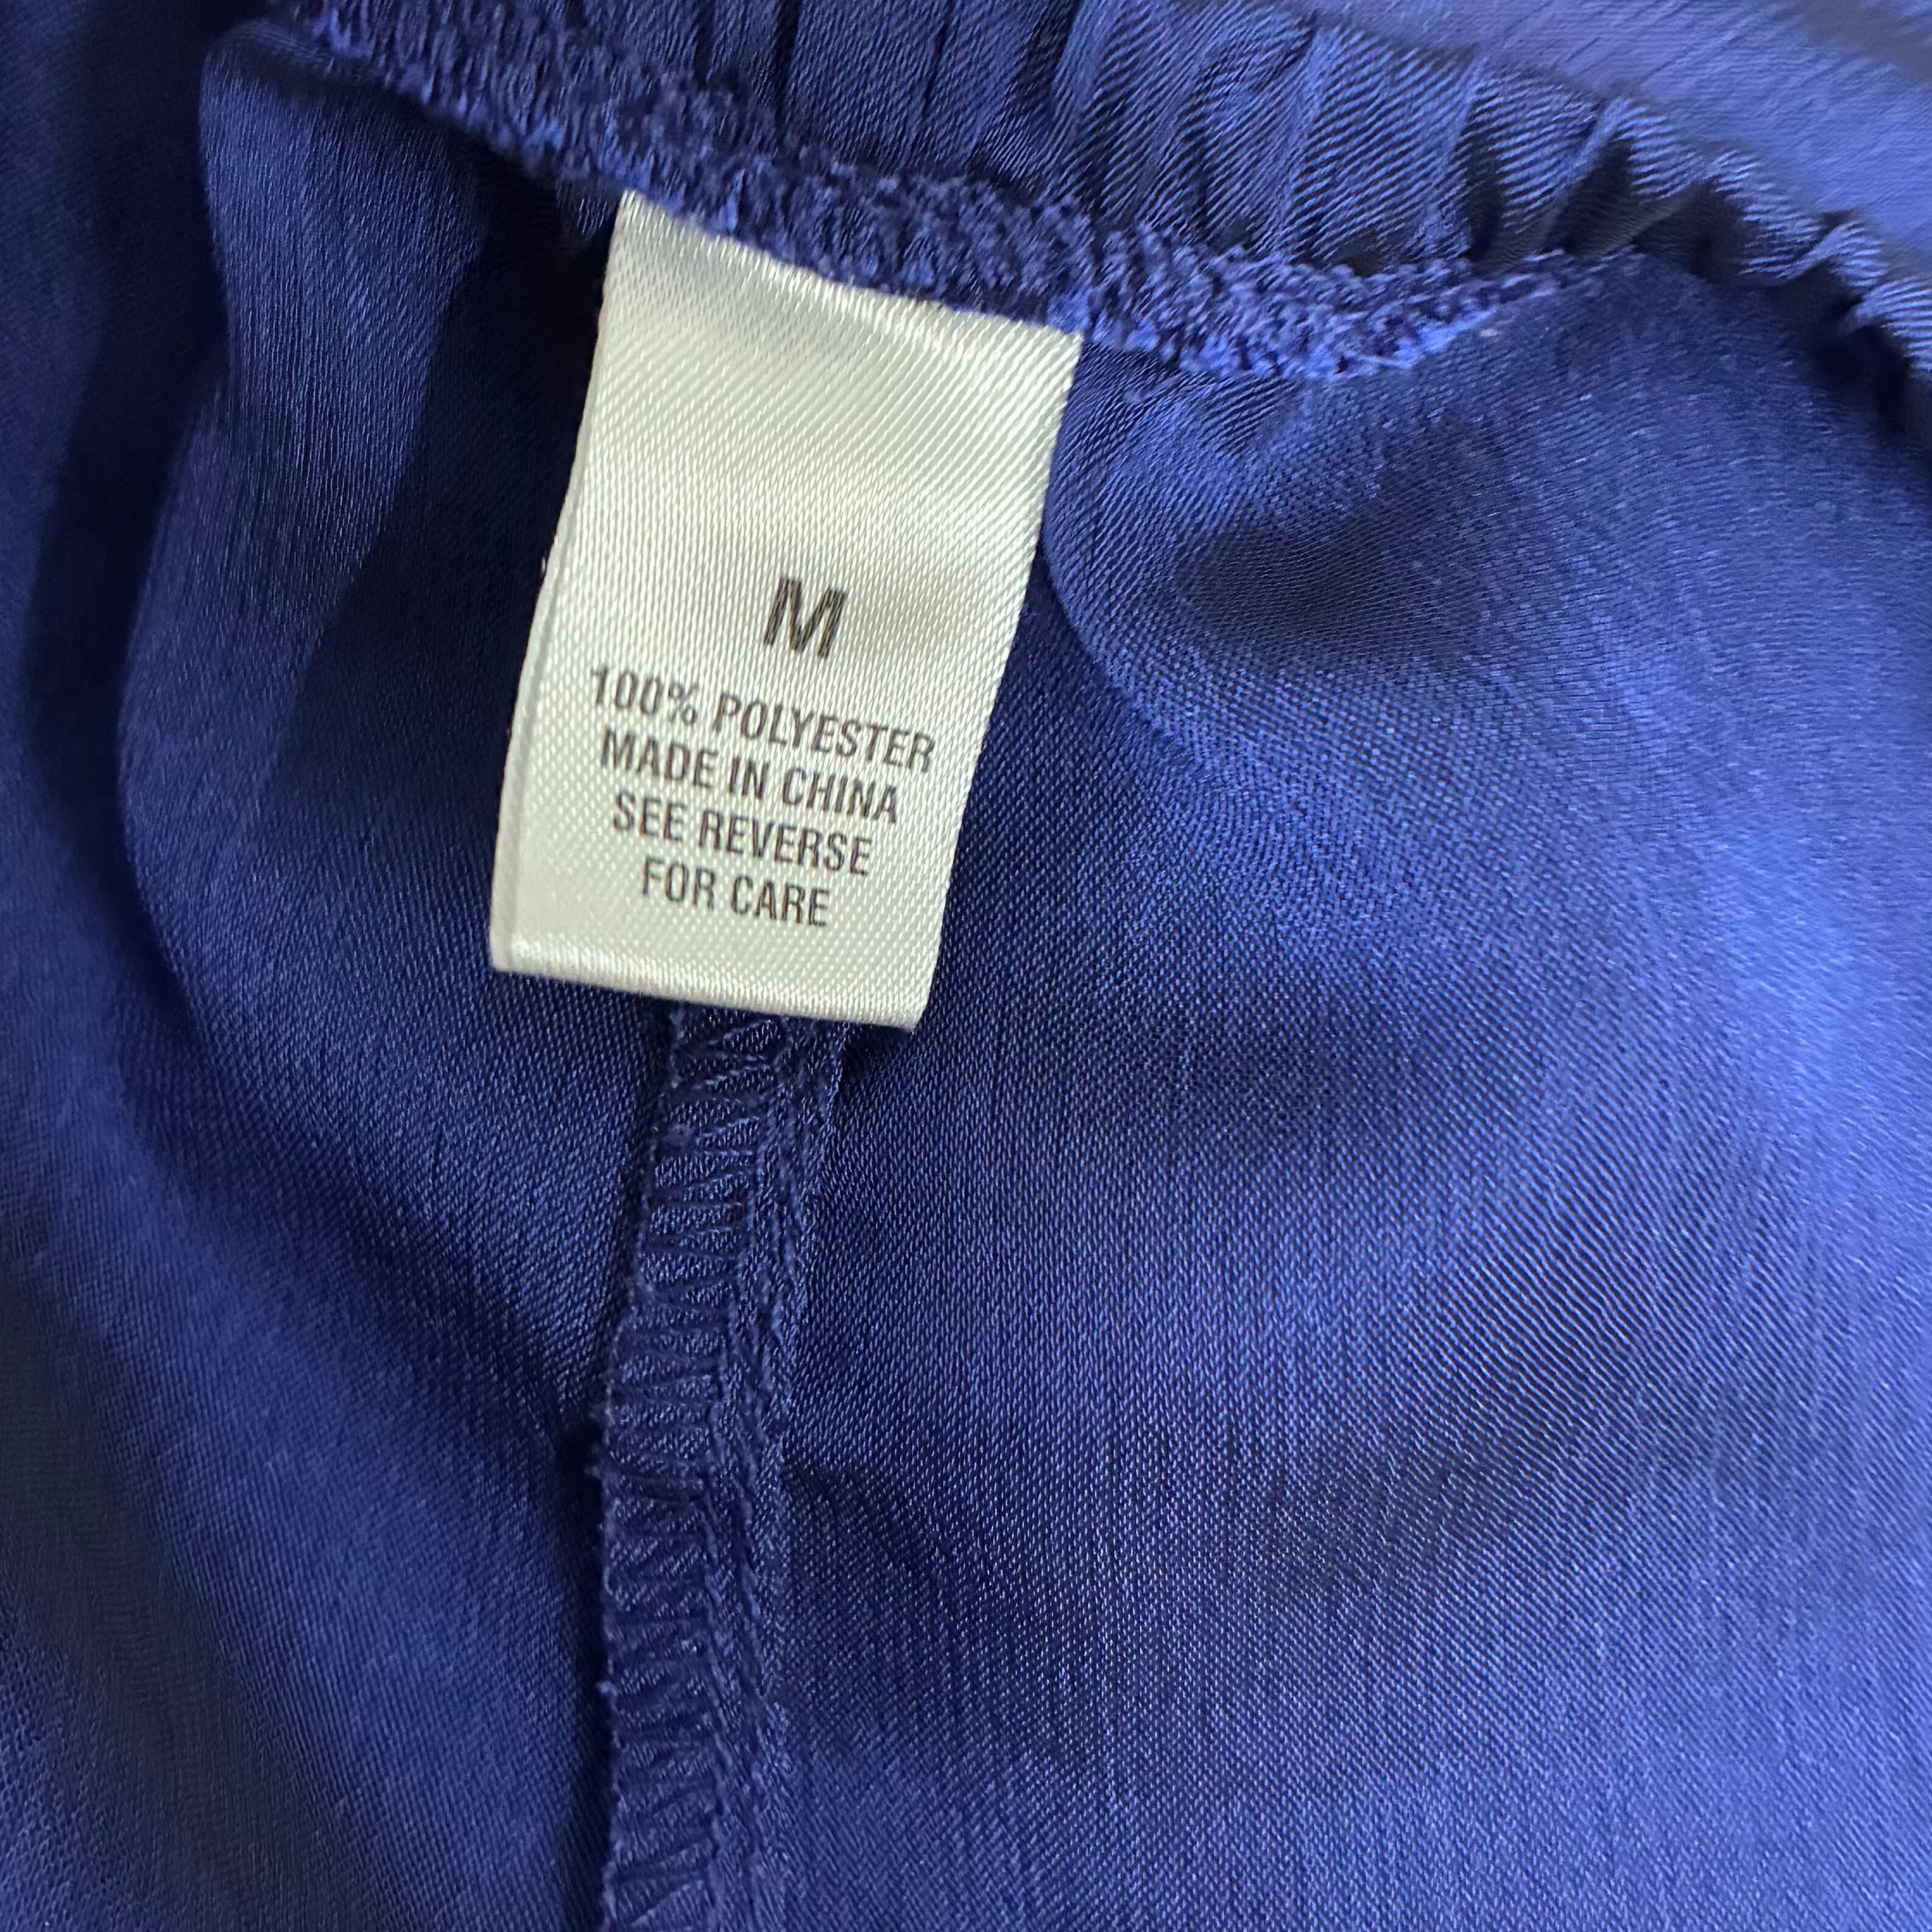 M
100% POLYESTER
MADE IN CHINA
SEE REVERSE
FOR CARE